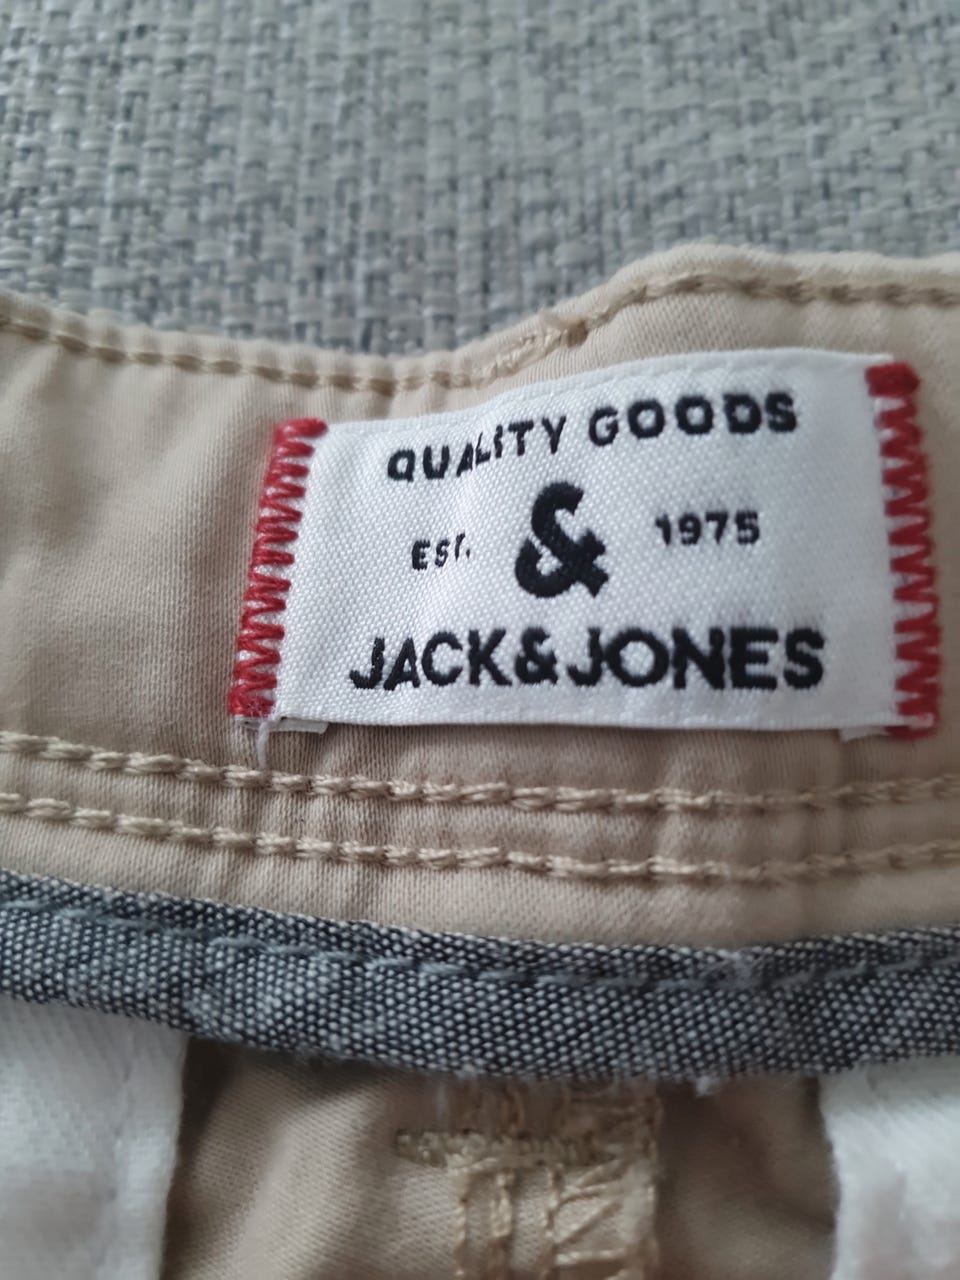 QUALITY GOODS
EST. & 1975
JACK&JONES